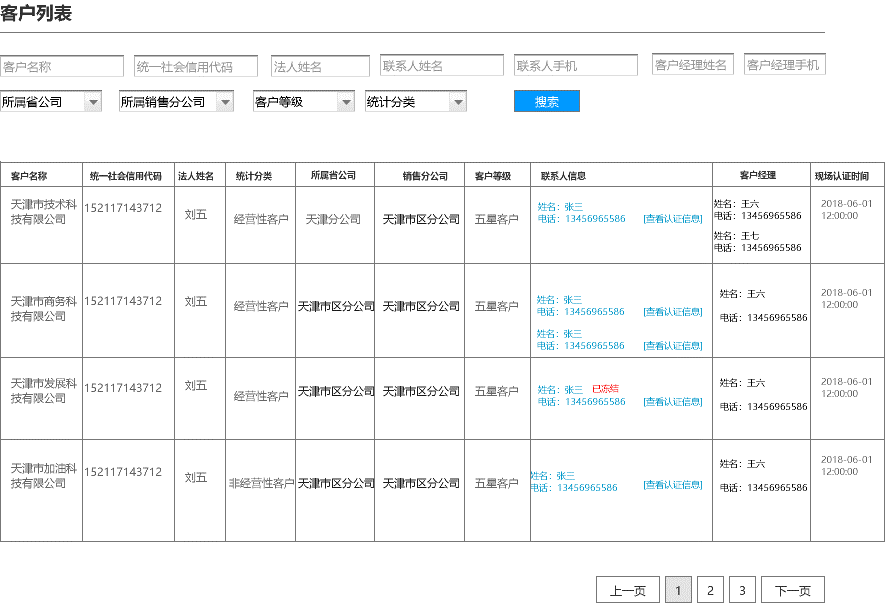 客户列表
客户名称 统一社会信用代码 法人姓名 联系人姓名 联系人手机 客户经理姓名 客户经理手机
所属省公司 所属销售分公司 客户等级 统计分类 搜索
客户名称 统一社会信用代码 法人姓名 统计分类 所属省公司 销售分公司 客户等级 联系人信息 客户经理 现场认证时间
天津市技术科
技有限公司
152117143712
刘五
经营性客户
天津分公司
天津市区分公司
五星客户
姓名：张三
电话：13456965586 [查看认证信息]
姓名：王六
电话：13456965586
姓名：王七
电话：13456965586
2018-06-01
12:00:00
天津市商务科
技有限公司
152117143712
刘五
经营性客户
天津市区分公司
天津市区分公司
五星客户
姓名：张三
电话：13456965586 [查看认证信息]
姓名：张三
电话：13456965586 [查看认证信息]
姓名：王六
电话：13456965586
2018-06-01
12:00:00
天津市发展科
技有限公司
152117143712
刘五
经营性客户
天津市区分公司
天津市区分公司
五星客户
姓名：张三 已冻结
电话：13456965586 [查看认证信息]
姓名：王六
电话：13456965586
2018-06-01
12:00:00
天津市加油科
技有限公司
152117143712
刘五
非经营性客户
天津市区分公司
天津市区分公司
五星客户
姓名：张三
电话：13456965586 [查看认证信息]
姓名：王六
电话：13456965586
2018-06-01
12:00:00
上一页 1 2 3 下一页